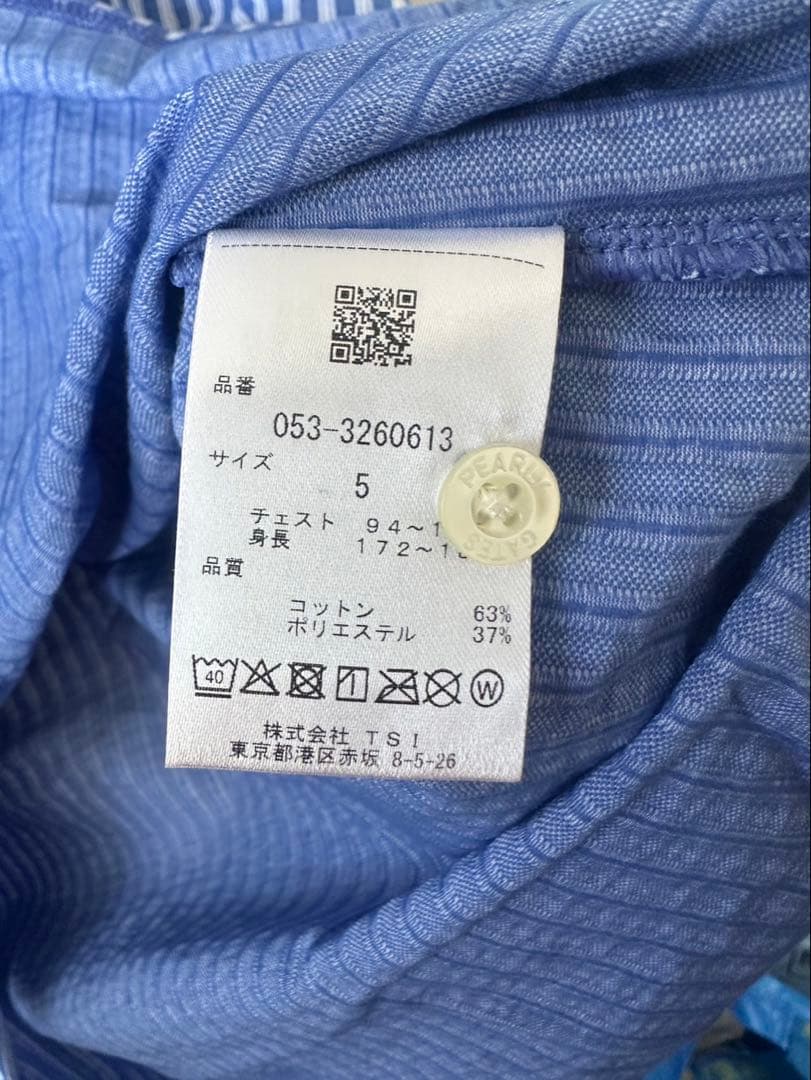 品番
053-3260613
サイズ
5
チェスト 94～1
身長 172～1
品質
コットン 63%
ポリエステル 37%
40
W
株式会社 TSI
東京都港区赤坂 8-5-26
PEARLY GATES